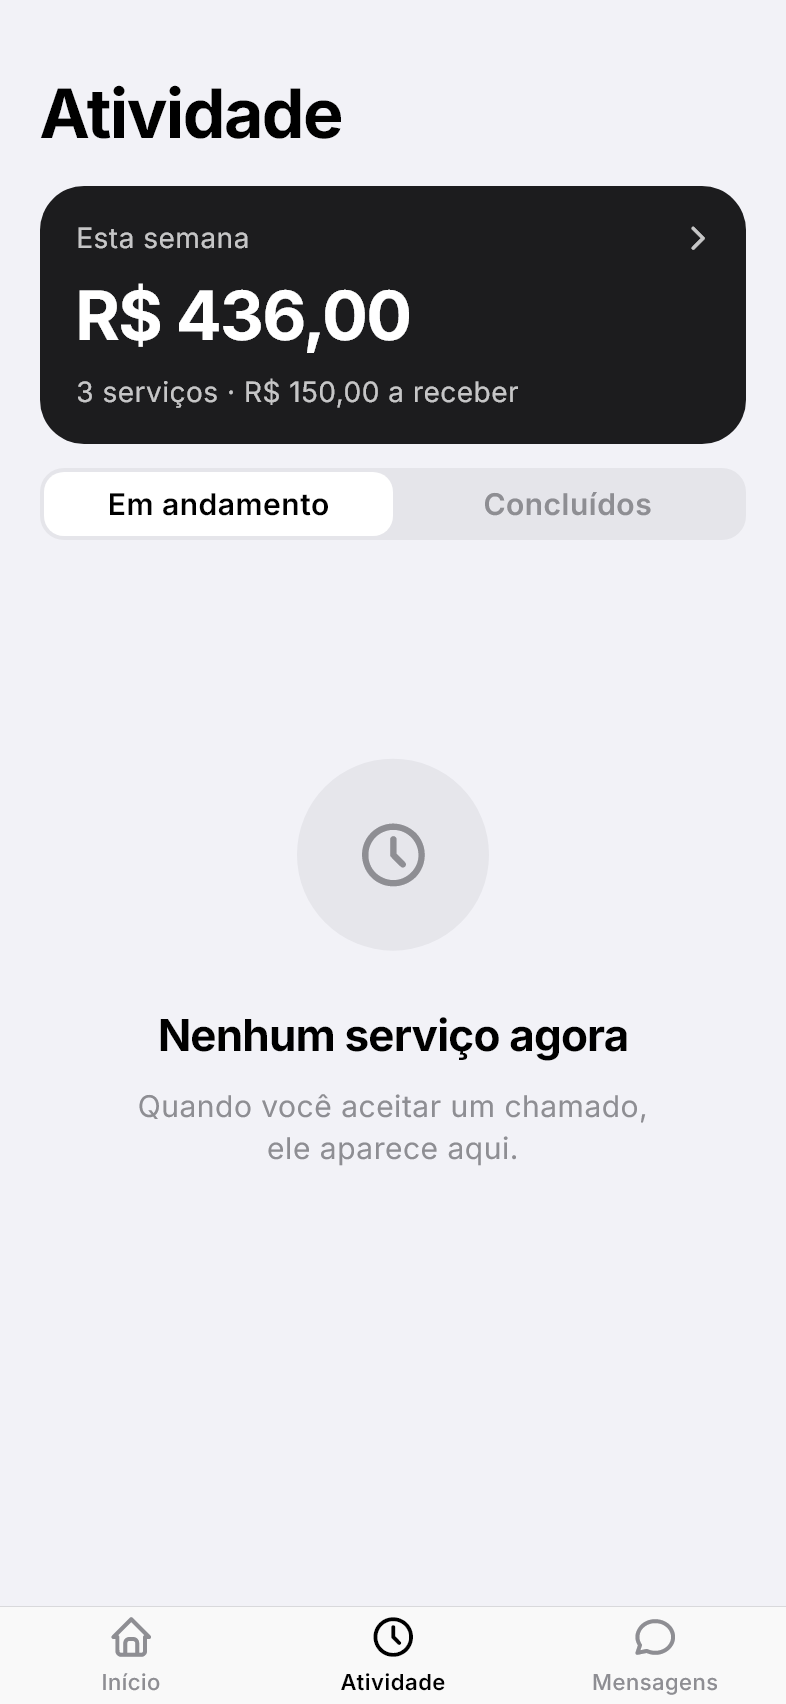 Atividade
Esta semana
R$ 436,00
3 serviços · R$ 150,00 a receber
Em andamento
Concluídos
Nenhum serviço agora
Quando você aceitar um chamado,
ele aparece aqui.
Início
Atividade
Mensagens